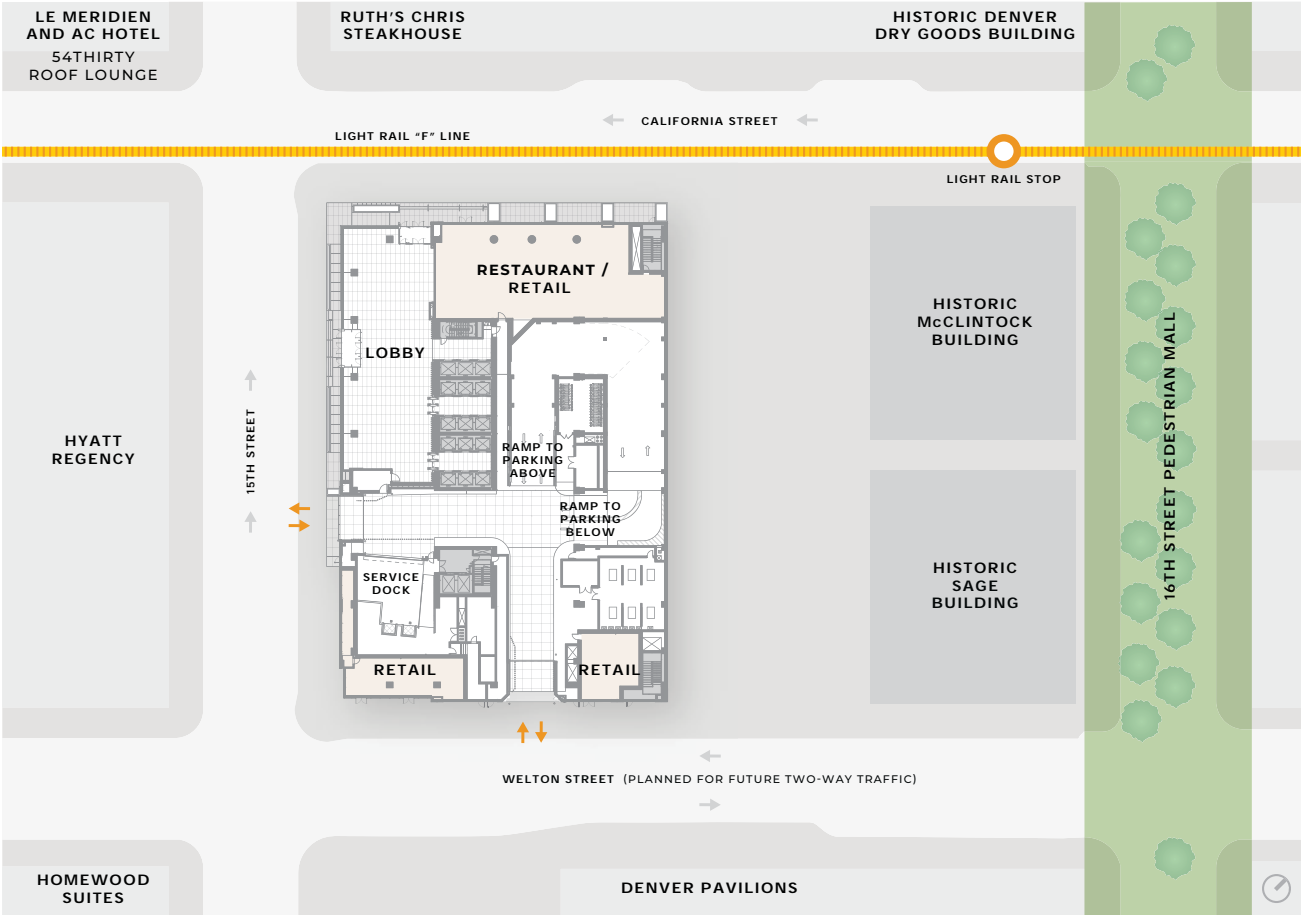 LE MERIDIEN
AND AC HOTEL
54THIRTY
ROOF LOUNGE
RUTH'S CHRIS
STEAKHOUSE
HISTORIC DENVER
DRY GOODS BUILDING
CALIFORNIA STREET
LIGHT RAIL “F” LINE
LIGHT RAIL STOP
RESTAURANT /
RETAIL
LOBBY
HISTORIC
McCLINTOCK
BUILDING
16TH STREET PEDESTRIAN MALL
HYATT
REGENCY
15TH STREET
RAMP TO
PARKING
ABOVE
RAMP TO
PARKING
BELOW
SERVICE
DOCK
HISTORIC
SAGE
BUILDING
RETAIL
RETAIL
WELTON STREET (PLANNED FOR FUTURE TWO-WAY TRAFFIC)
HOMEWOOD
SUITES
DENVER PAVILIONS